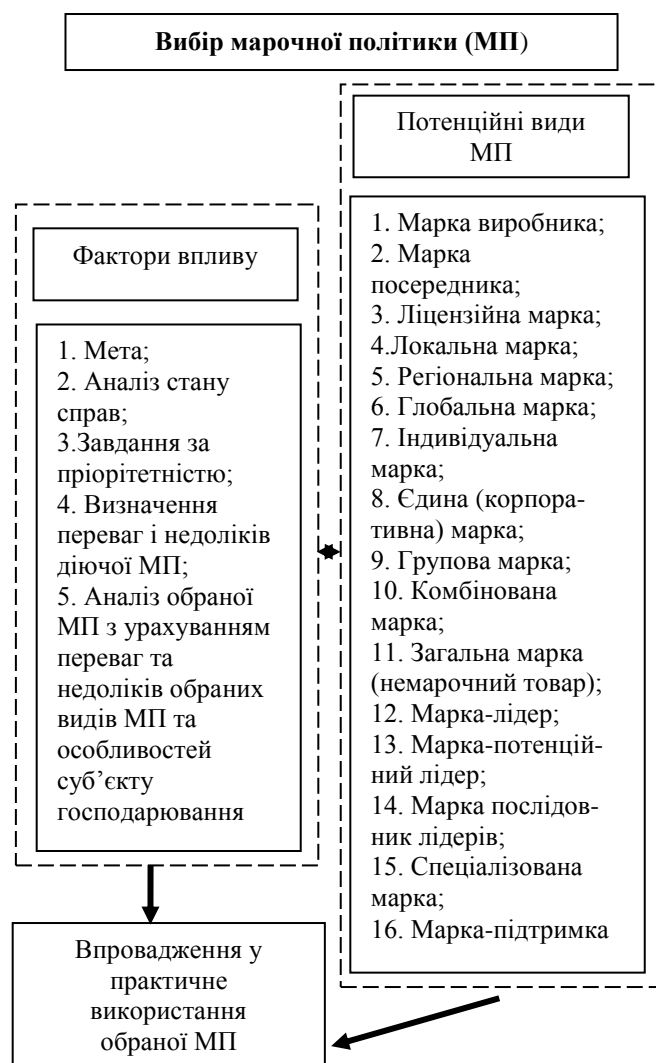 Вибір марочної політики (МП)
Потенційні види
МП
1. Марка виробника;
2. Марка
посередника;
3. Ліцензійна марка;
4.Локальна марка;
5. Регіональна марка;
6. Глобальна марка;
7. Індивідуальна
марка;
8. Єдина (корпора-
тивна) марка;
9. Групова марка;
10. Комбінована
марка;
11. Загальна марка
(немарочний товар);
12. Марка-лідер;
13. Марка-потенцій-
ний лідер;
14. Марка послідов-
ник лідерів;
15. Спеціалізована
марка;
16. Марка-підтримка
Фактори впливу
1. Мета;
2. Аналіз стану
справ;
3.Завдання за
пріорітетністю;
4. Визначення
переваг і недоліків
діючої МП;
5. Аналіз обраної
МП з урахуванням
переваг та
недоліків обраних
видів МП та
особливостей
суб’єкту
господарювання
Впровадження у
практичне
використання
обраної МП